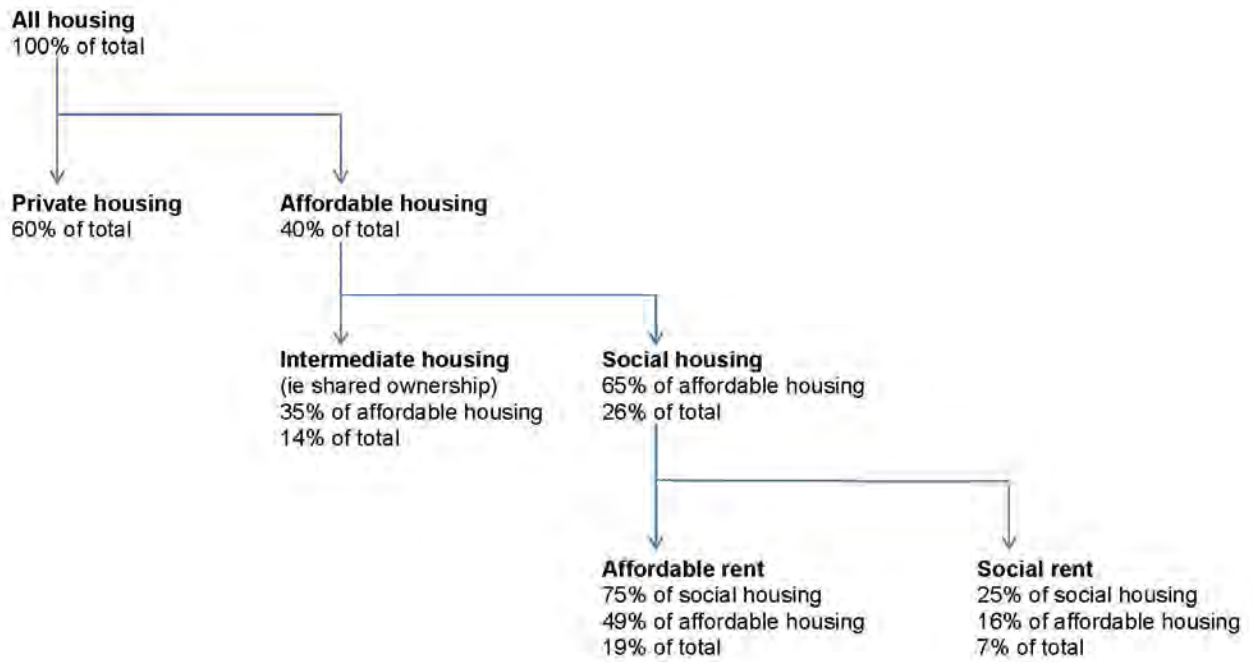 All housing
100% of total
Private housing
60% of total
Affordable housing
40% of total
Intermediate housing
(ie shared ownership)
35% of affordable housing
14% of total
Social housing
65% of affordable housing
26% of total
Affordable rent
75% of social housing
49% of affordable housing
19% of total
Social rent
25% of social housing
16% of affordable housing
7% of total